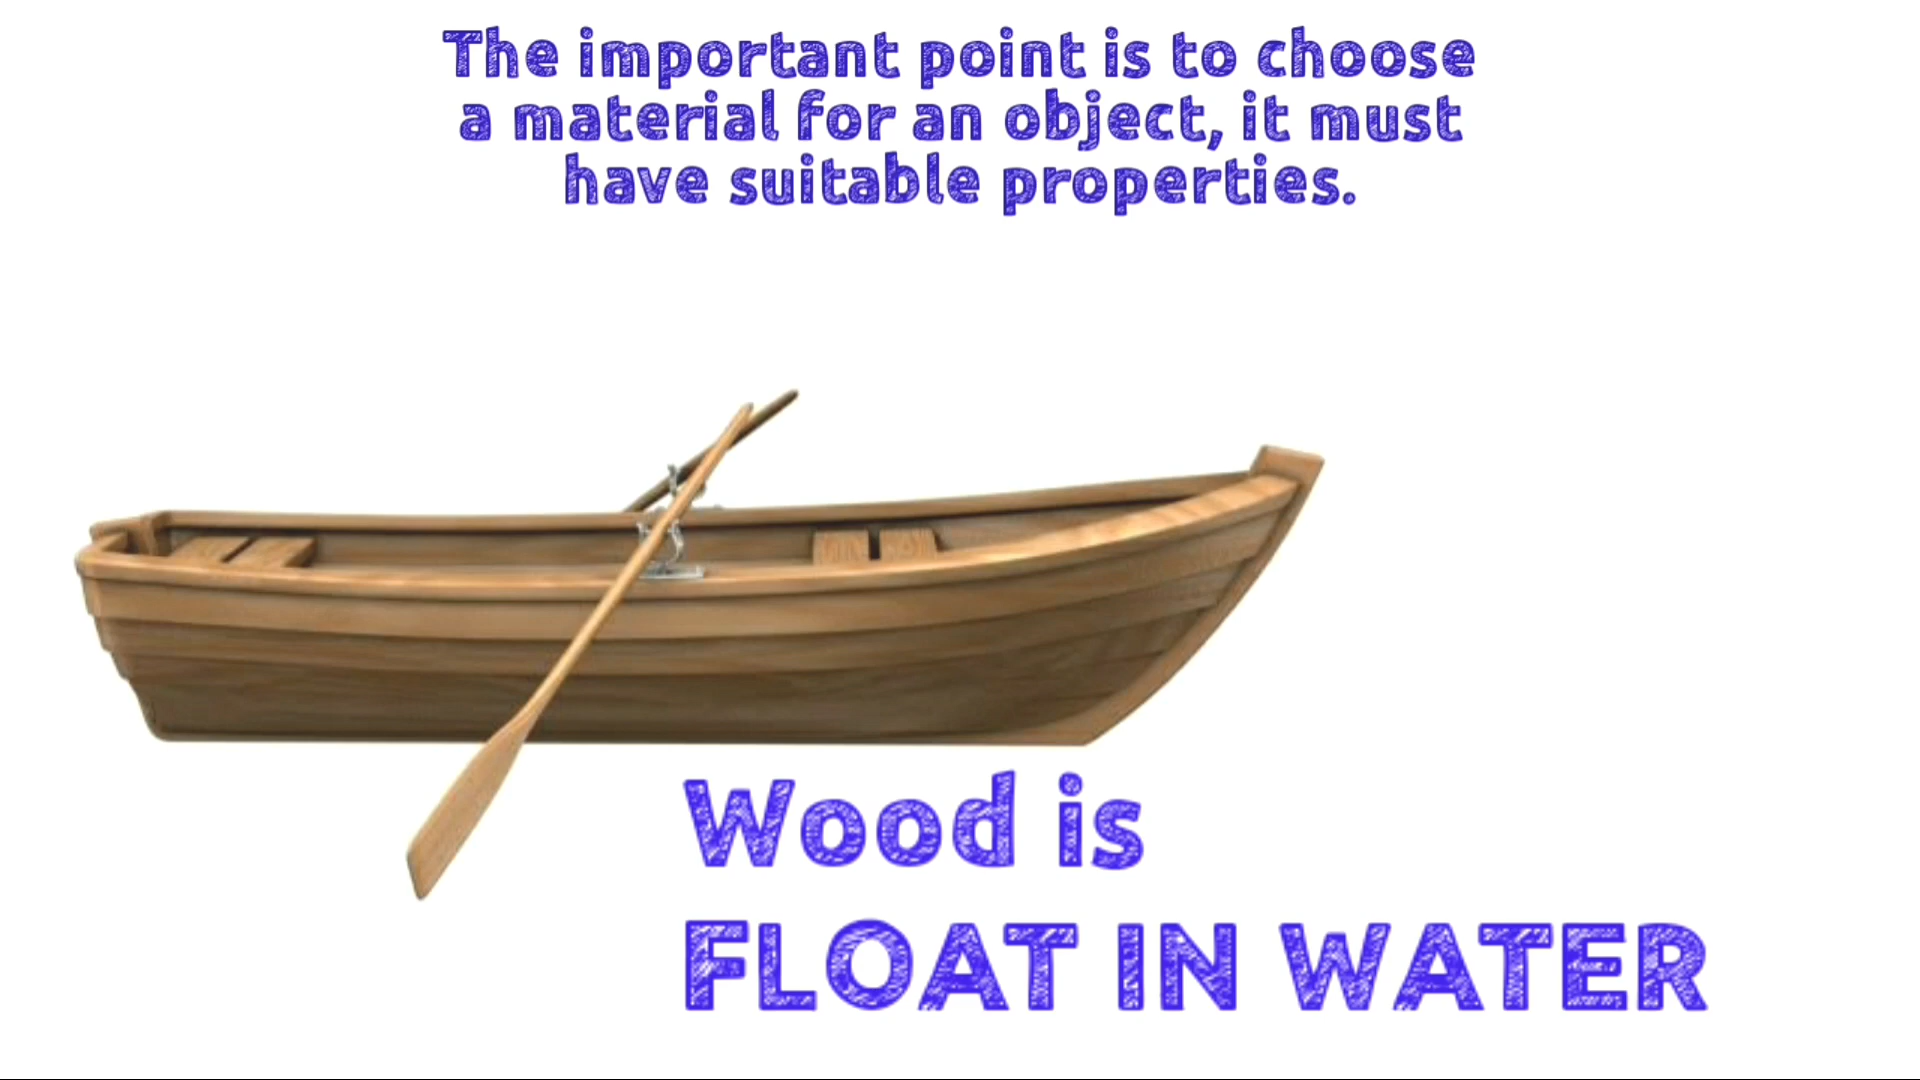 The important point is to choose
a material for an object, it must
have suitable properties.
Wood is
FLOAT IN WATER